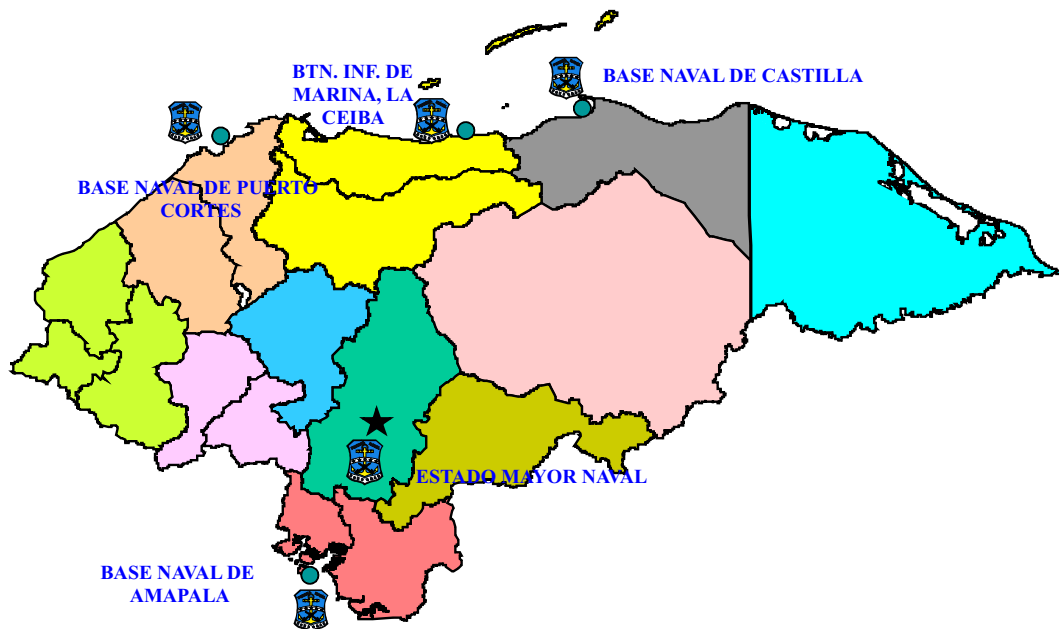 BTN. INF. DE
MARINA, LA
CEIBA
BASE NAVAL DE CASTILLA
BASE NAVAL DE PUERTO
CORTES
ESTADO MAYOR NAVAL
BASE NAVAL DE
AMAPALA